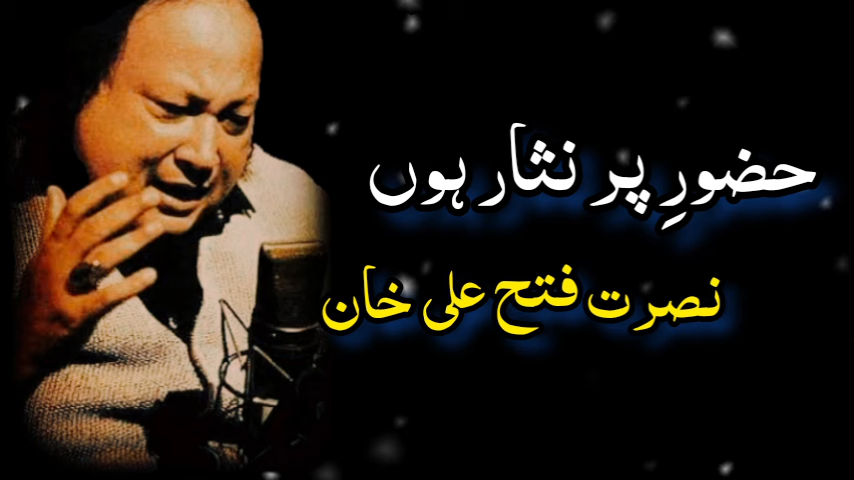 حضورِ پر نثار ہوں
نصرت فتح علی خان